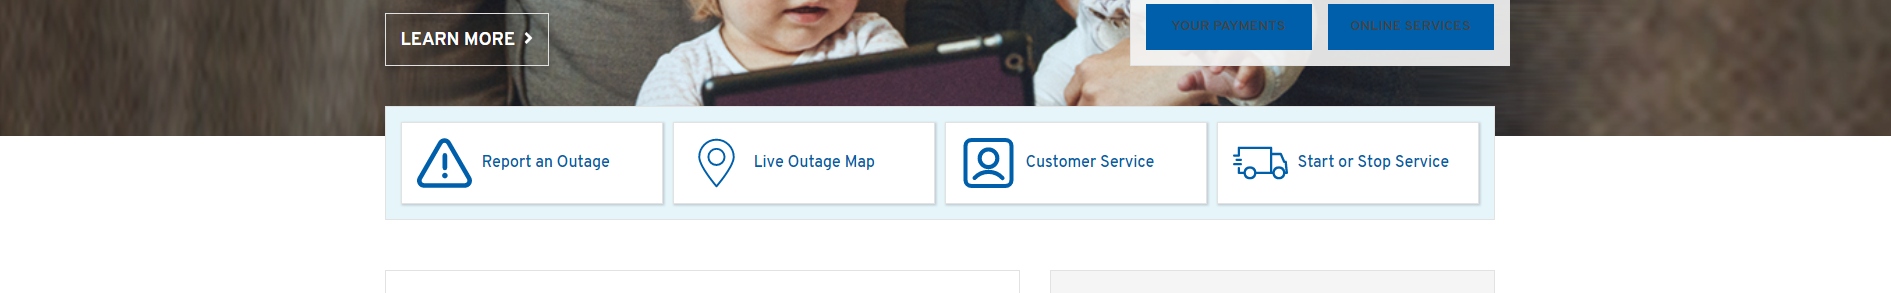 LEARN MORE
YOUR PAYMENTS
ONLINE SERVICES
Report an Outage
Live Outage Map
Customer Service
Start or Stop Service